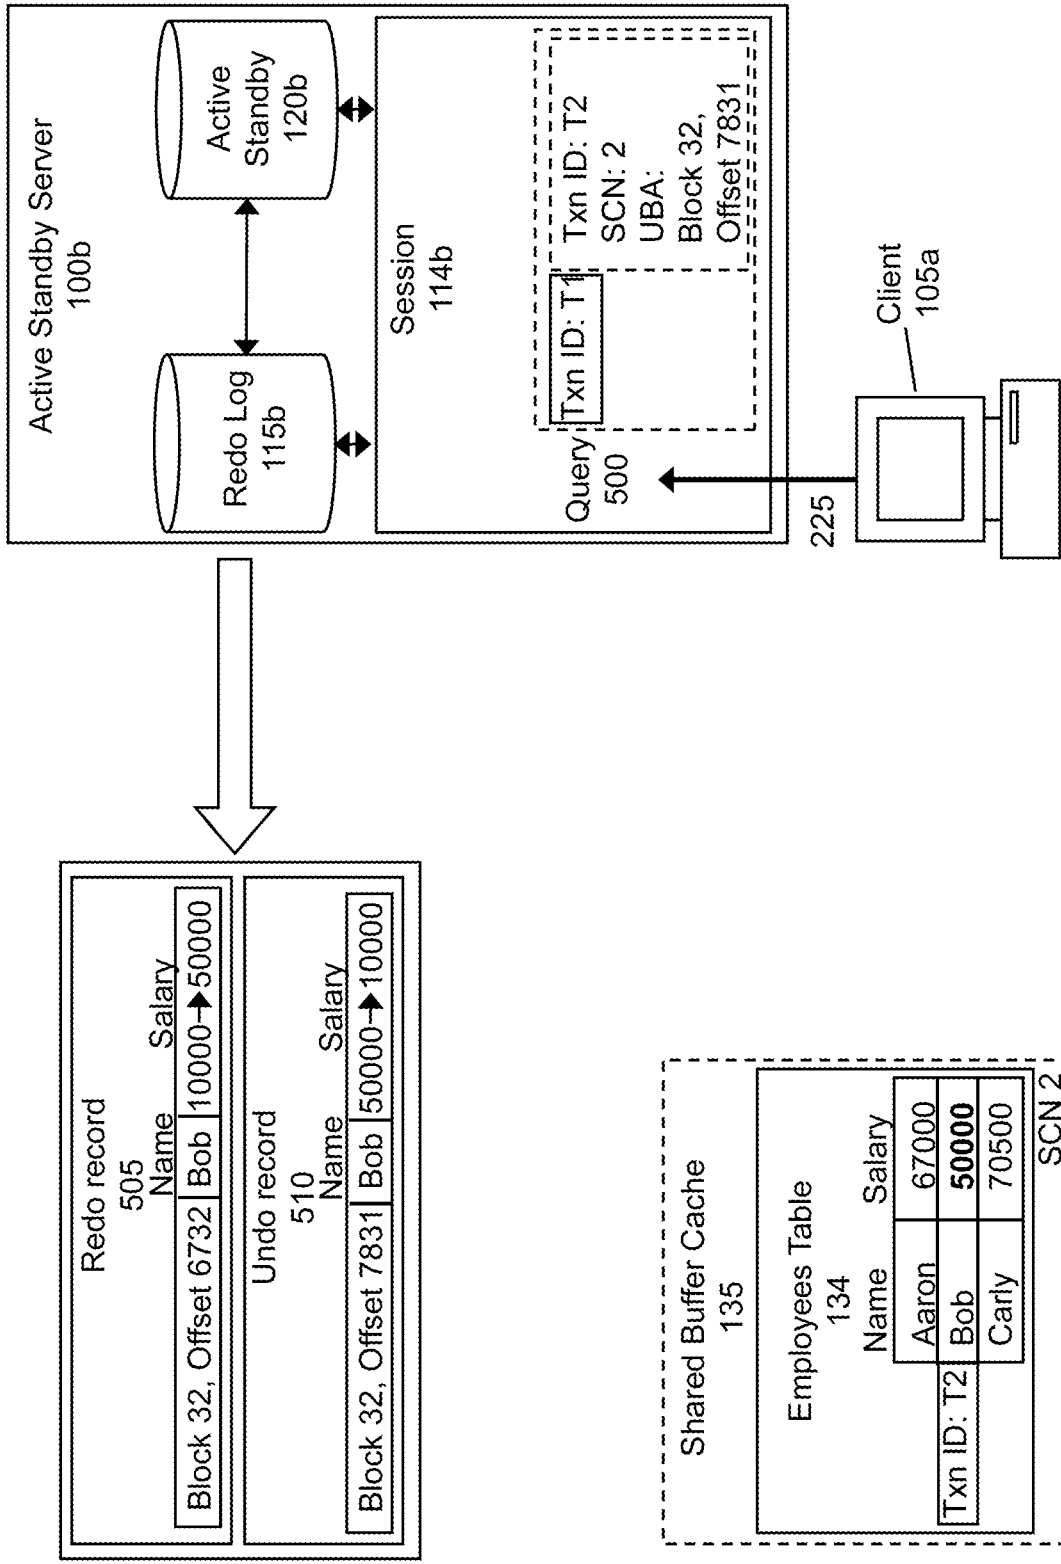 Redo record
505
Name
Salary
Block 32, Offset 6732
Bob
10000→50000
Undo record
510
Name
Salary
Block 32, Offset 7831
Bob
50000→10000
Active Standby Server
100b
Redo Log
115b
Active
Standby
120b
Session
114b
Query
500
Txn ID: T1
Txn ID: T2
SCN: 2
UBA:
Block 32,
Offset 7831
225
Client
105a
Shared Buffer Cache
135
Employees Table
134
Name
Salary
Aaron
67000
Txn ID: T2
Bob
50000
Carly
70500
SCN 2